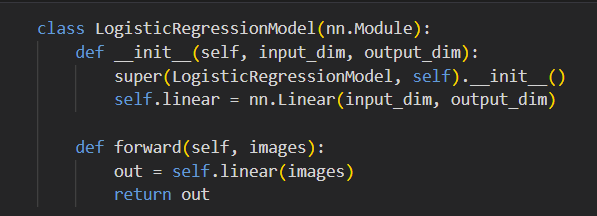 class LogisticRegressionModel(nn.Module):
    def __init__(self, input_dim, output_dim):
        super(LogisticRegressionModel, self).__init__()
        self.linear = nn.Linear(input_dim, output_dim)

    def forward(self, images):
        out = self.linear(images)
        return out